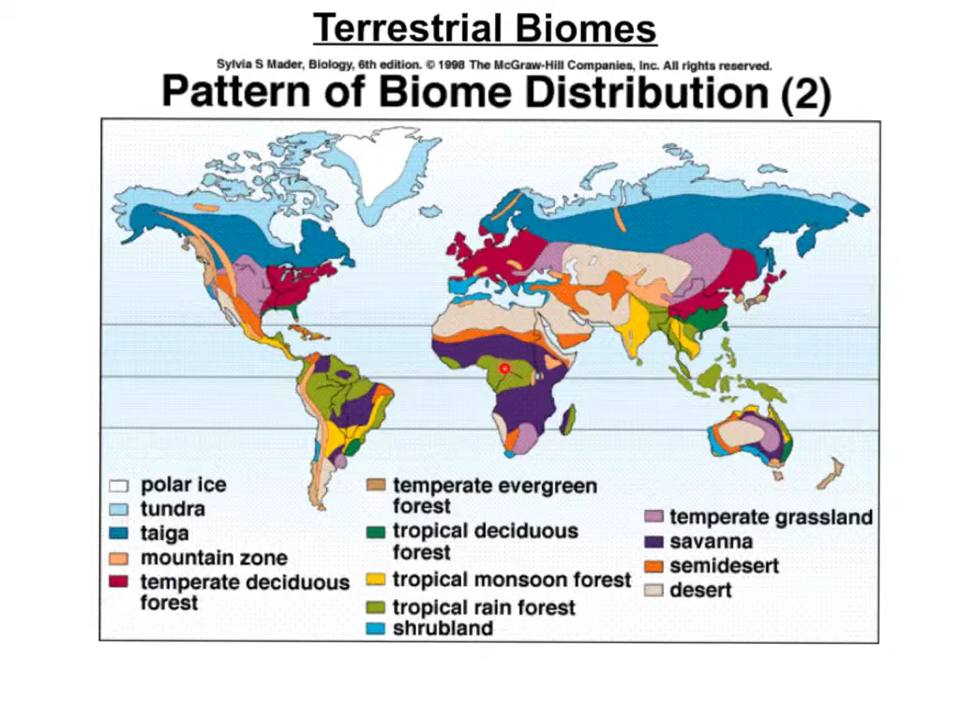 Terrestrial Biomes
Sylvia S Mader, Biology, 6th edition. © 1998 The McGraw-Hill Companies, Inc. All rights reserved.
Pattern of Biome Distribution (2)
polar ice
tundra
taiga
mountain zone
temperate deciduous
forest
temperate evergreen
forest
tropical deciduous
forest
tropical monsoon forest
tropical rain forest
shrubland
temperate grassland
savanna
semidesert
desert